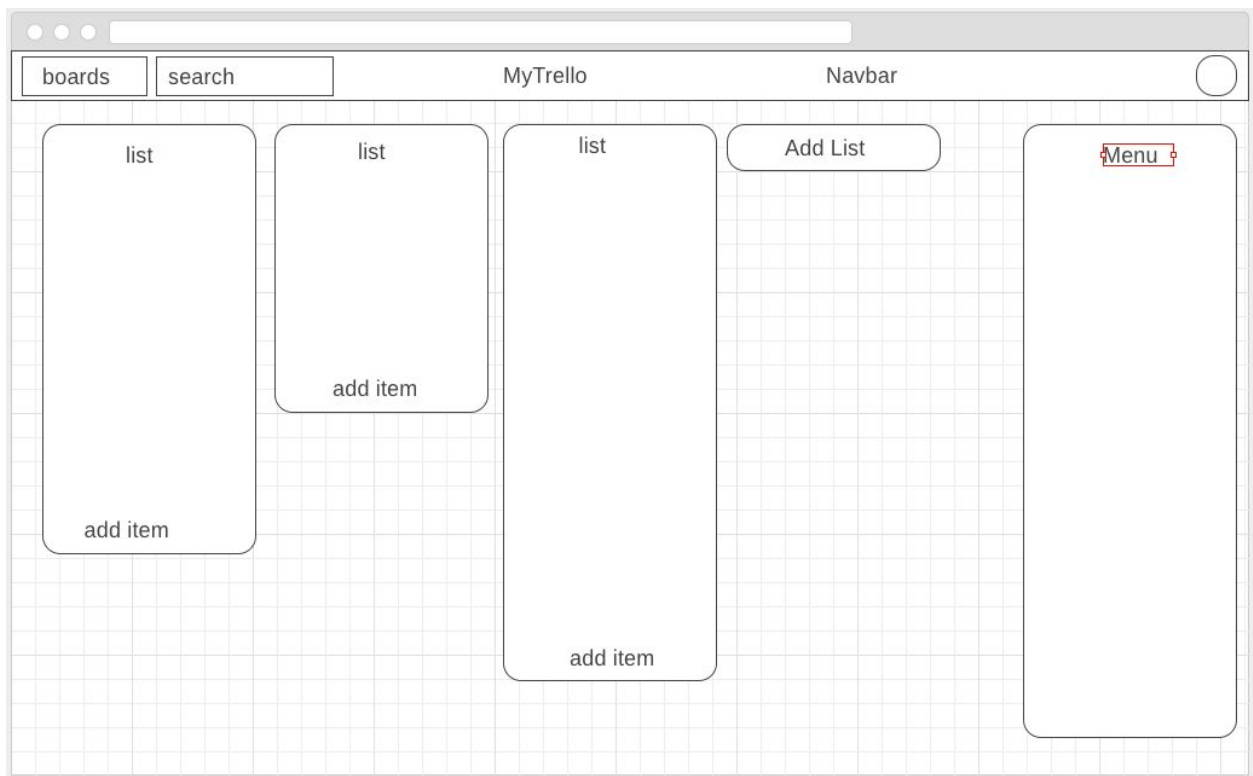 boards
search
MyTrello
Navbar
list
list
list
Add List
Menu
add item
add item
add item